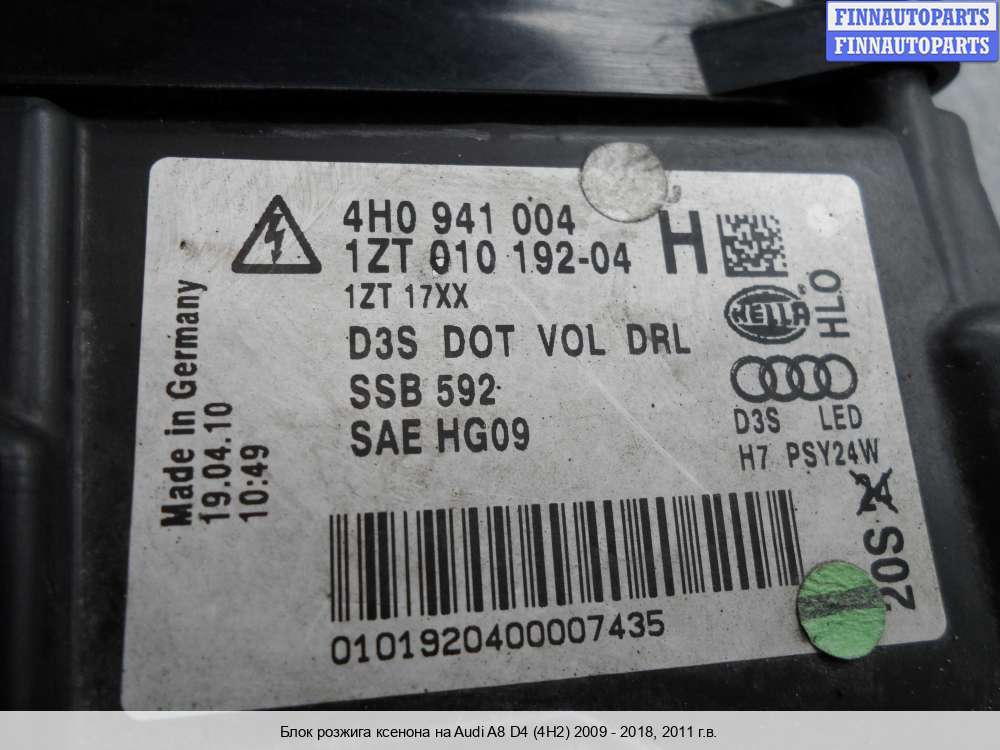 FINNAUTOPARTS
FINNAUTOPARTS
4H0 941 004
1ZT 010 192-04
H
1ZT 17XX
D3S DOT VOL DRL
SSB 592
SAE HG09
HELLA
HLO
D3S LED
H7 PSY24W
20S
Made in Germany
19.04.10
10:49
0101920400007435
Блок розжига ксенона на Audi A8 D4 (4H2) 2009 - 2018, 2011 г.в.